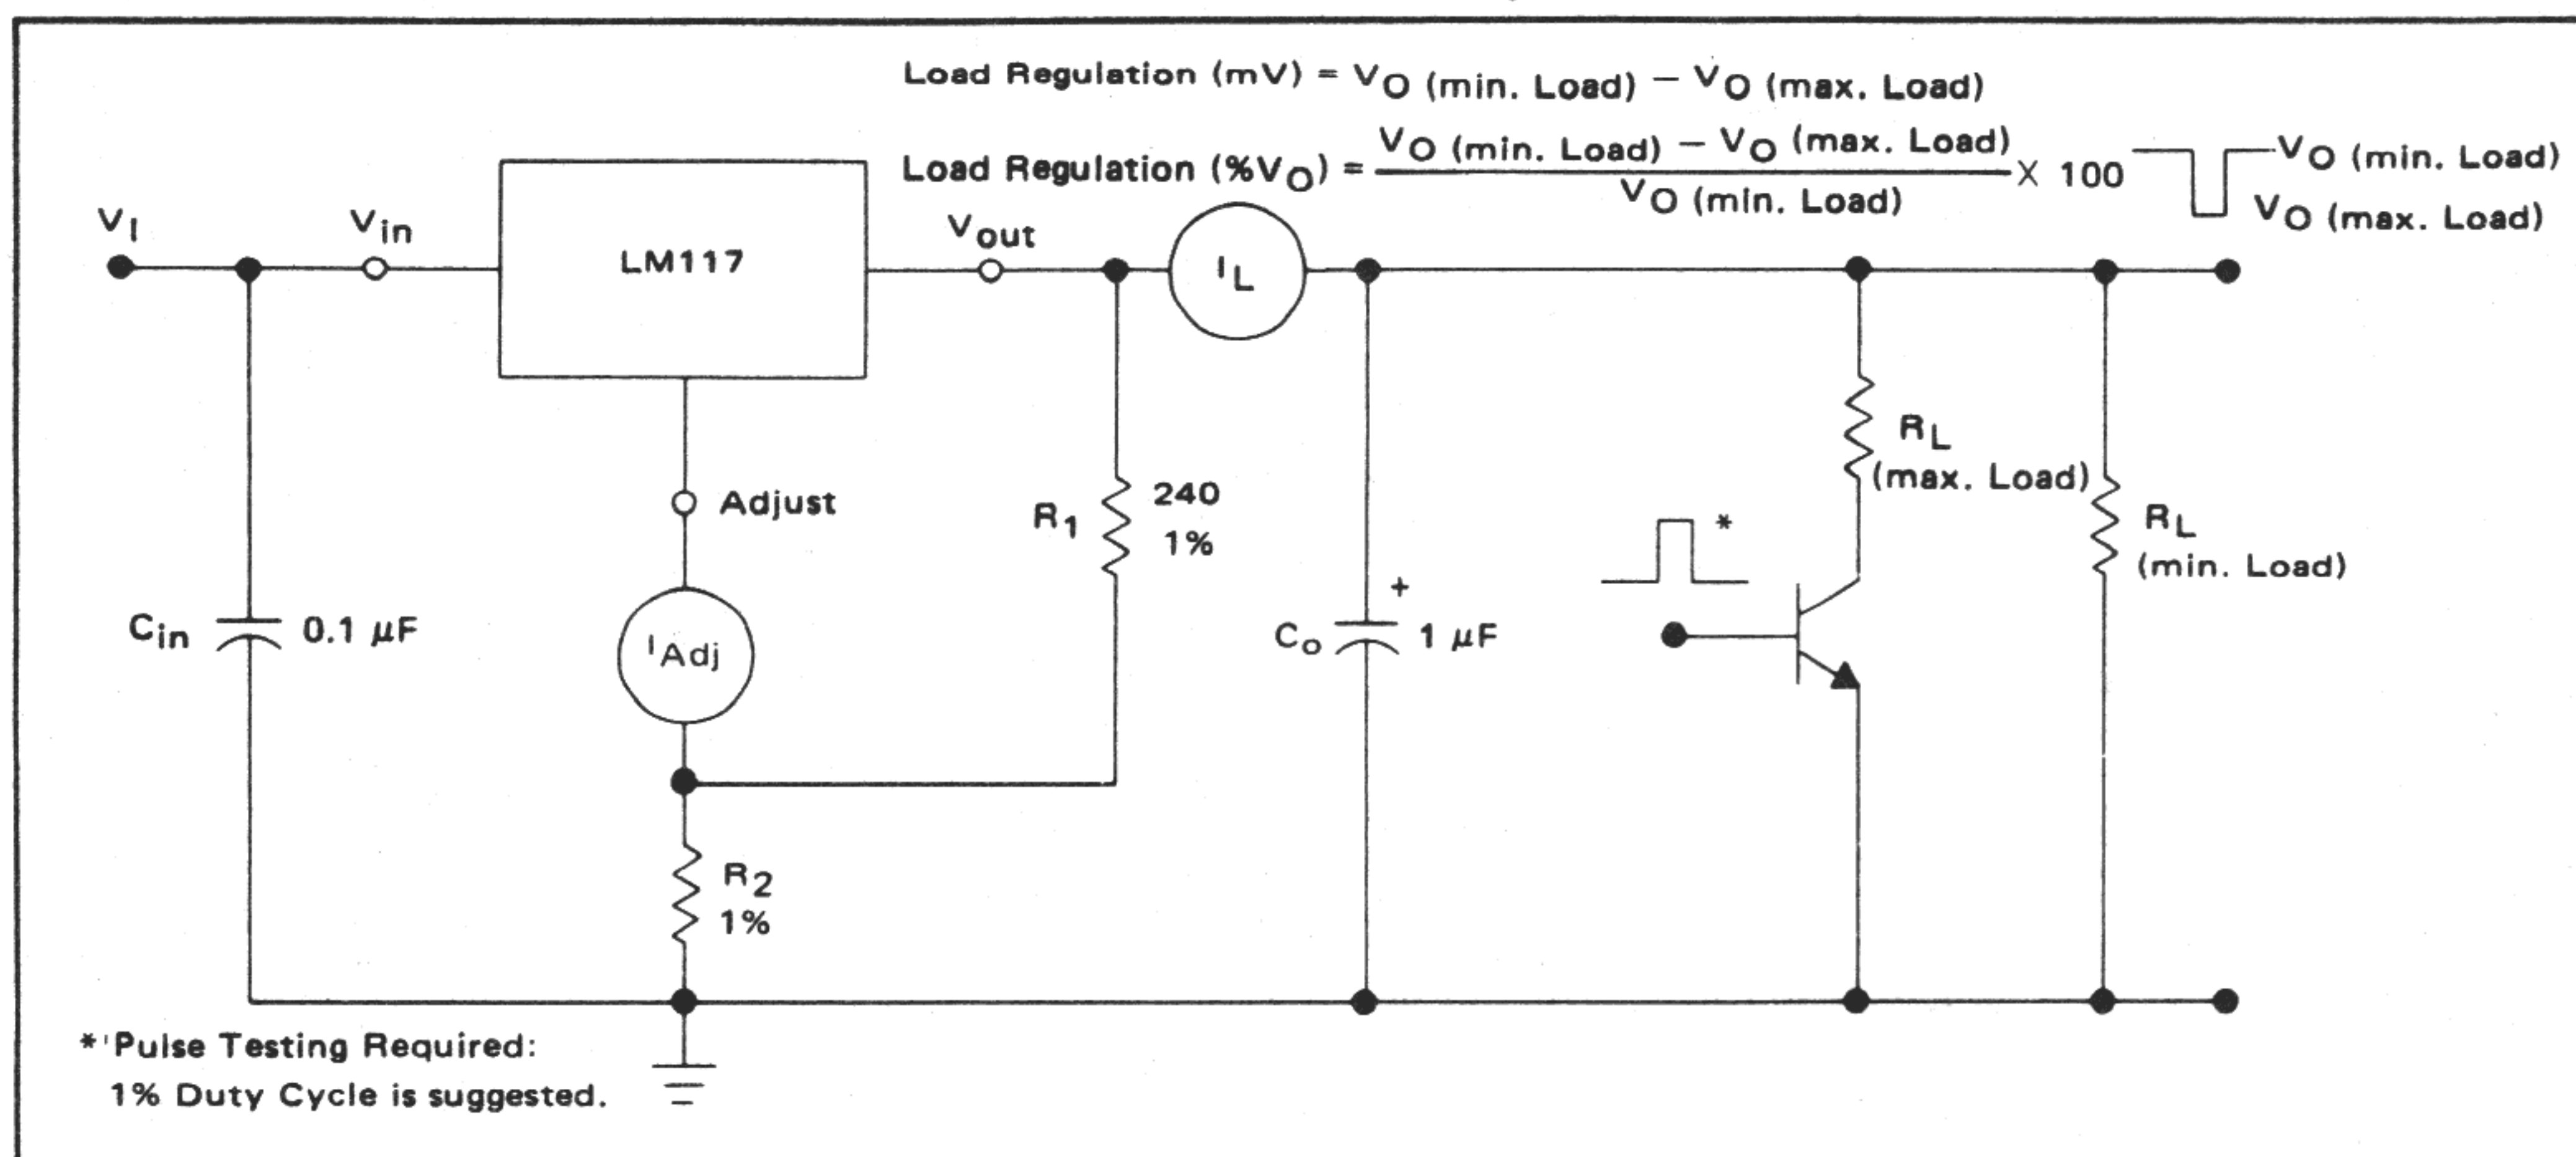 Load Regulation (mV) = VO (min. Load) – VO (max. Load)
Load Regulation (%VO) = VO (min. Load) – VO (max. Load) / VO (min. Load) X 100
VO (min. Load)
VO (max. Load)
VI
Vin
LM117
Vout
IL
Adjust
R1
240
1%
RL
(max. Load)
*
RL
(min. Load)
Cin
0.1 µF
IAdj
Co
+
1 µF
R2
1%
* Pulse Testing Required:
1% Duty Cycle is suggested.